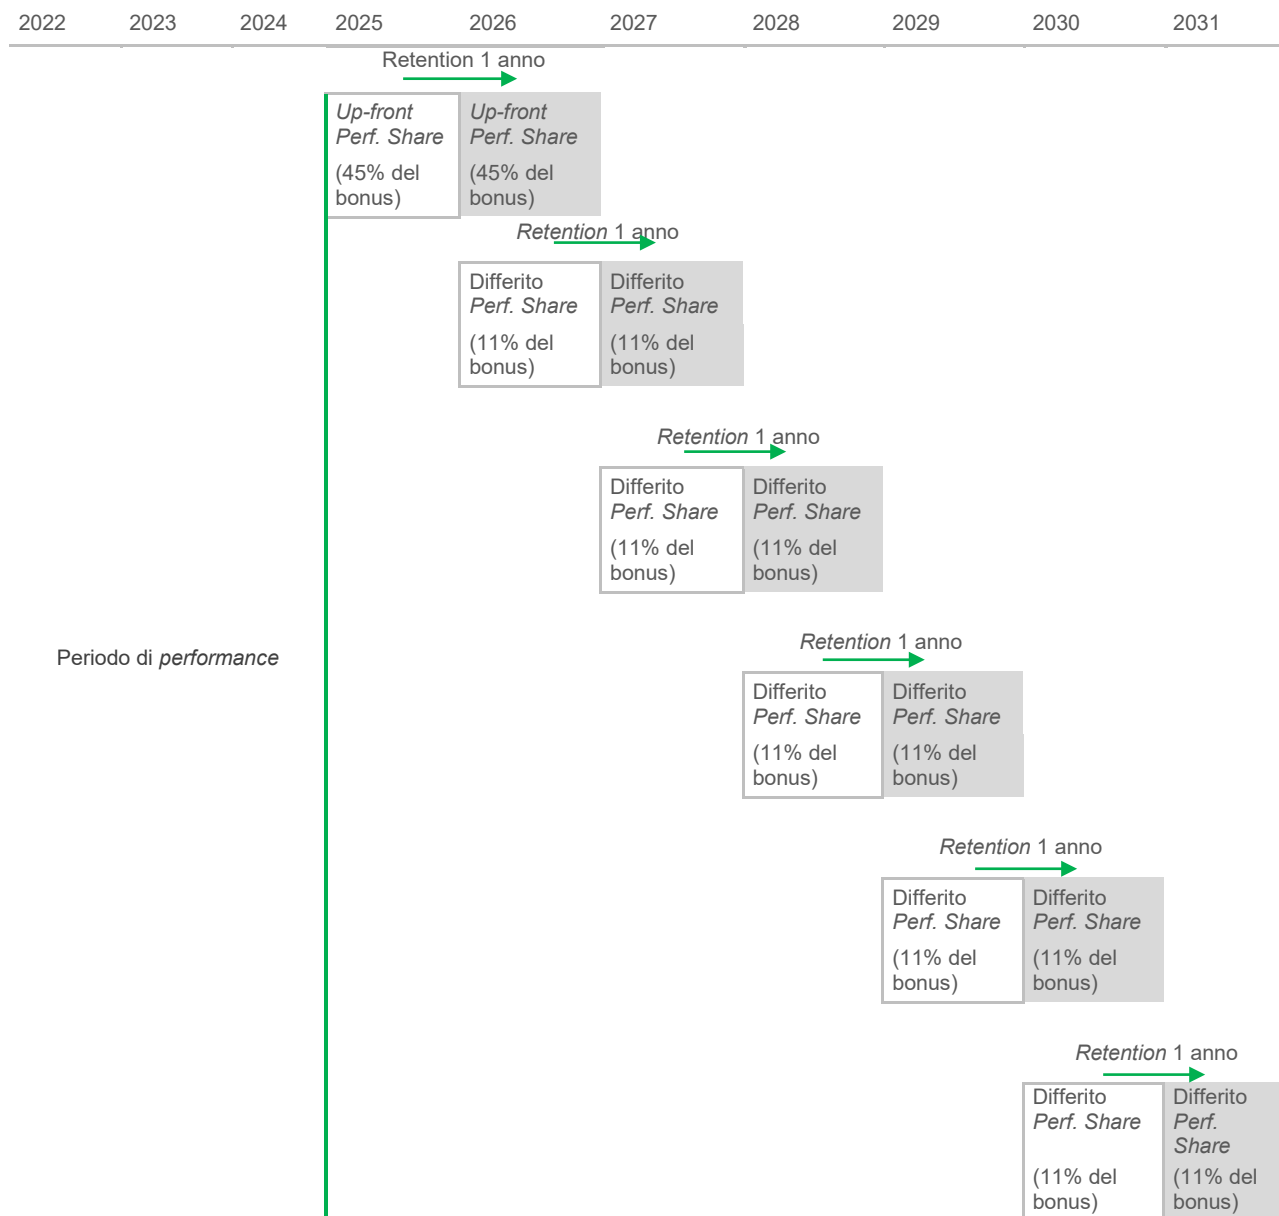 2022 2023 2024 2025 2026 2027 2028 2029 2030 2031
Retention 1 anno
Up-front Up-front
Perf. Share Perf. Share
(45% del (45% del
bonus) bonus)
Retention 1 anno
Differito Differito
Perf. Share Perf. Share
(11% del (11% del
bonus) bonus)
Retention 1 anno
Differito Differito
Perf. Share Perf. Share
(11% del (11% del
bonus) bonus)
Retention 1 anno
Periodo di performance
Differito Differito
Perf. Share Perf. Share
(11% del (11% del
bonus) bonus)
Retention 1 anno
Differito Differito
Perf. Share Perf. Share
(11% del (11% del
bonus) bonus)
Retention 1 anno
Differito Differito
Perf. Share Perf.
Share
(11% del (11% del
bonus) bonus)